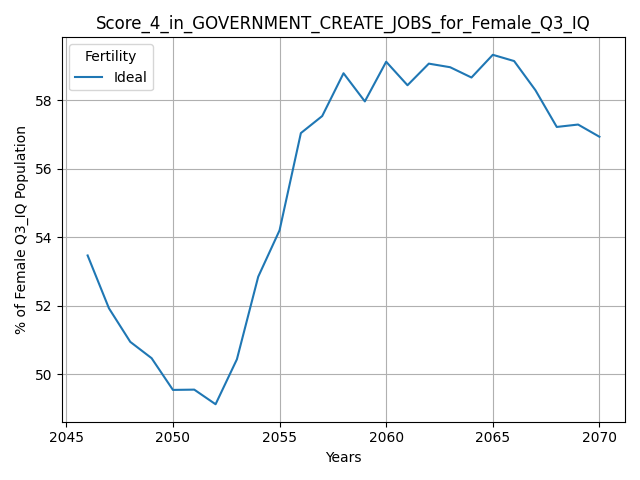 Score_4_in_GOVERNMENT_CREATE_JOBS_for_Female_Q3_IQ
Fertility
Ideal
% of Female Q3_IQ Population
58
56
54
52
50
2045
2050
2055
2060
2065
2070
Years